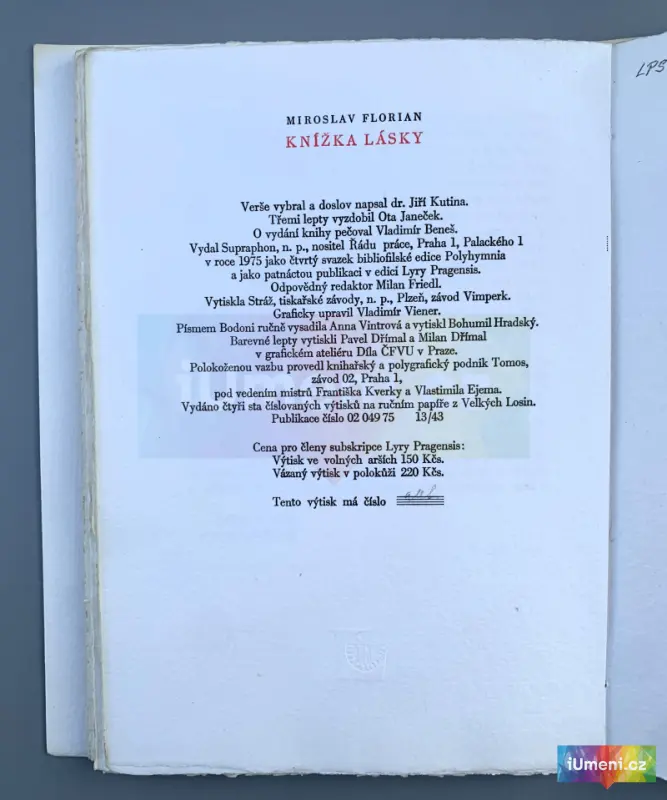 MIROSLAV FLORIAN
KNÍŽKA LÁSKY
LPS
Verše vybral a doslov napsal dr. Jiří Kutina.
Třemi lepty vyzdobil Ota Janeček.
O vydání knihy pečoval Vladimír Beneš.
Vydal Supraphon, n. p., nositel Řádu práce, Praha 1, Palackého 1
v roce 1975 jako čtvrtý svazek bibliofilské edice Polyhymnia
a jako patnáctou publikaci v edici Lyry Pragensis.
Odpovědný redaktor Milan Friedl.
Vytiskla Stráž, tiskařské závody, n. p., Plzeň, závod Vimperk.
Graficky upravil Vladimír Viener.
Písmem Bodoni ručně vysadila Anna Vintrová a vytiskl Bohumil Hradský.
Barevné lepty vytiskli Pavel Dřímal a Milan Dřímal
v grafickém ateliéru Díla ČFVU v Praze.
Polokoženou vazbu provedl knihařský a polygrafický podnik Tomos,
závod 02, Praha 1,
pod vedením mistrů Františka Kverky a Vlastimila Ejema.
Vydáno čtyři sta číslovaných výtisků na ručním papíře z Velkých Losin.
Publikace číslo 02 049 75 13/43
Cena pro členy subskripce Lyry Pragensis:
Výtisk ve volných arších 150 Kčs.
Vázaný výtisk v polokůži 220 Kčs.
Tento výtisk má číslo
iUmeni.cz